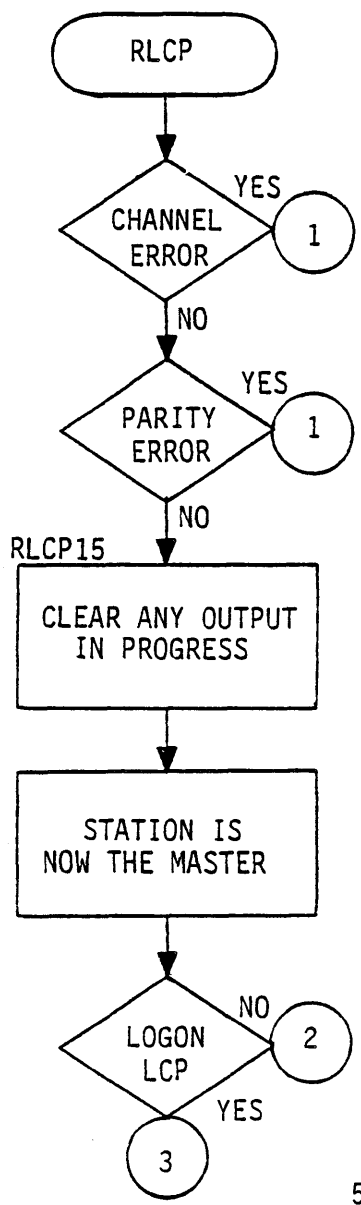 RLCP
YES
CHANNEL
ERROR
1
NO
YES
PARITY
ERROR
1
NO
RLCP15
CLEAR ANY OUTPUT
IN PROGRESS
STATION IS
NOW THE MASTER
NO
LOGON
LCP
2
YES
3
5